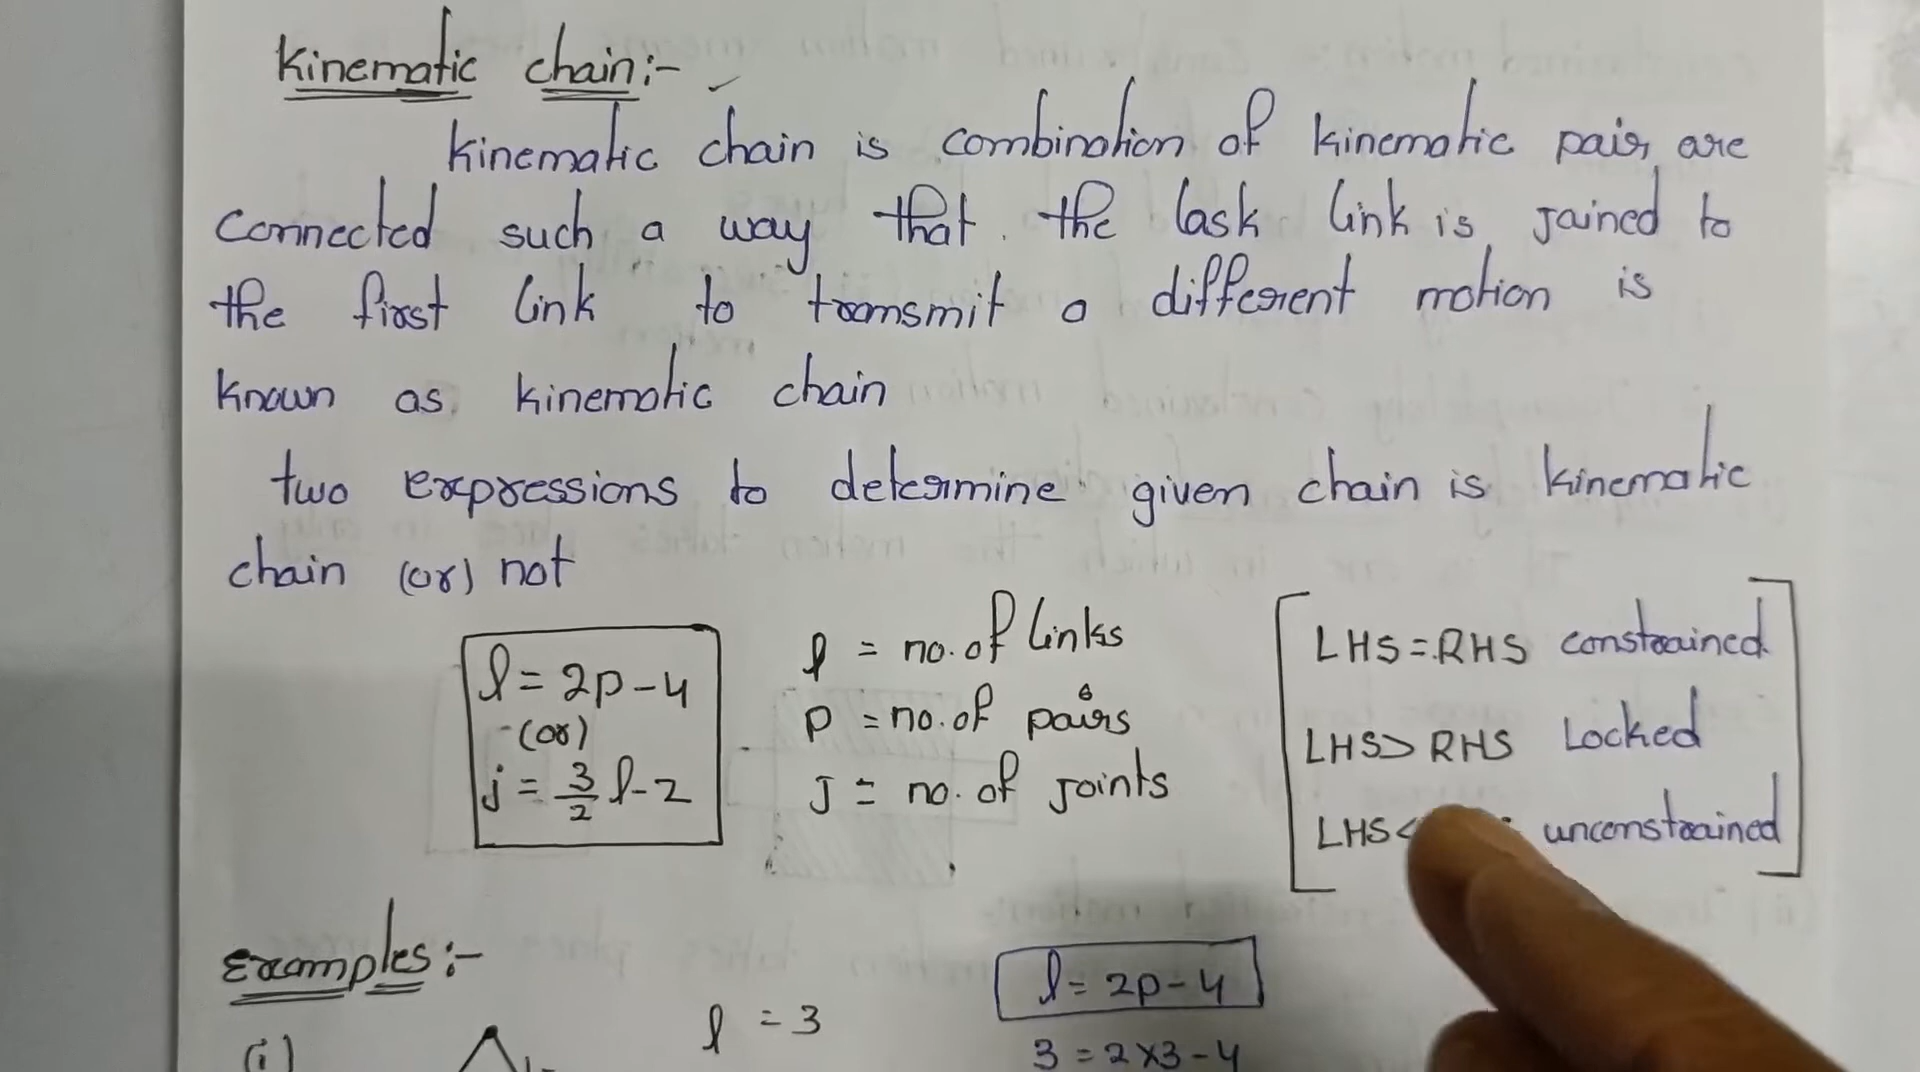 Kinematic chain:-
Kinematic chain is combination of kinematic pair, are
connected such a way that the lask link is joined to
the first link to transmit a different motion is
known as kinematic chain
two expressions to determine given chain is kinematic
chain (or) not
l = 2p-4
(or)
j = 3/2 l-2
l = no. of links
p = no. of pairs
J = no. of joints
LHS = RHS constrained
LHS > RHS Locked
LHS < unconstrained
Examples:-
(i)
l = 3
l = 2p-4
3 = 2x3-4